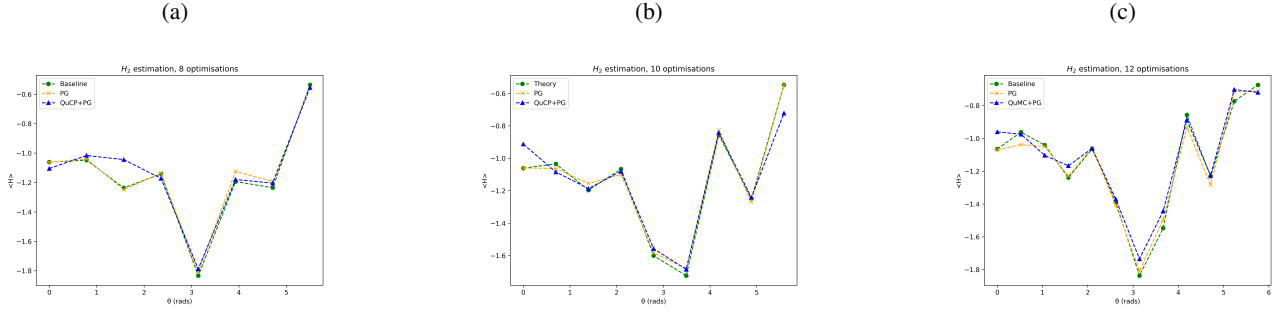 (a)
(b)
(c)
H2 estimation, 8 optimisations
Baseline
PG
QuCP+PG
−0.6
−0.8
−1.0
−1.2
−1.4
−1.6
−1.8
<H>
0 1 2 3 4 5
θ (rads)
H2 estimation, 10 optimisations
Theory
PG
QuCP+PG
−0.6
−0.8
−1.0
−1.2
−1.4
−1.6
<H>
0 1 2 3 4 5
θ (rads)
H2 estimation, 12 optimisations
Baseline
PG
QuMC+PG
−0.8
−1.0
−1.2
−1.4
−1.6
−1.8
<H>
0 1 2 3 4 5 6
θ (rads)